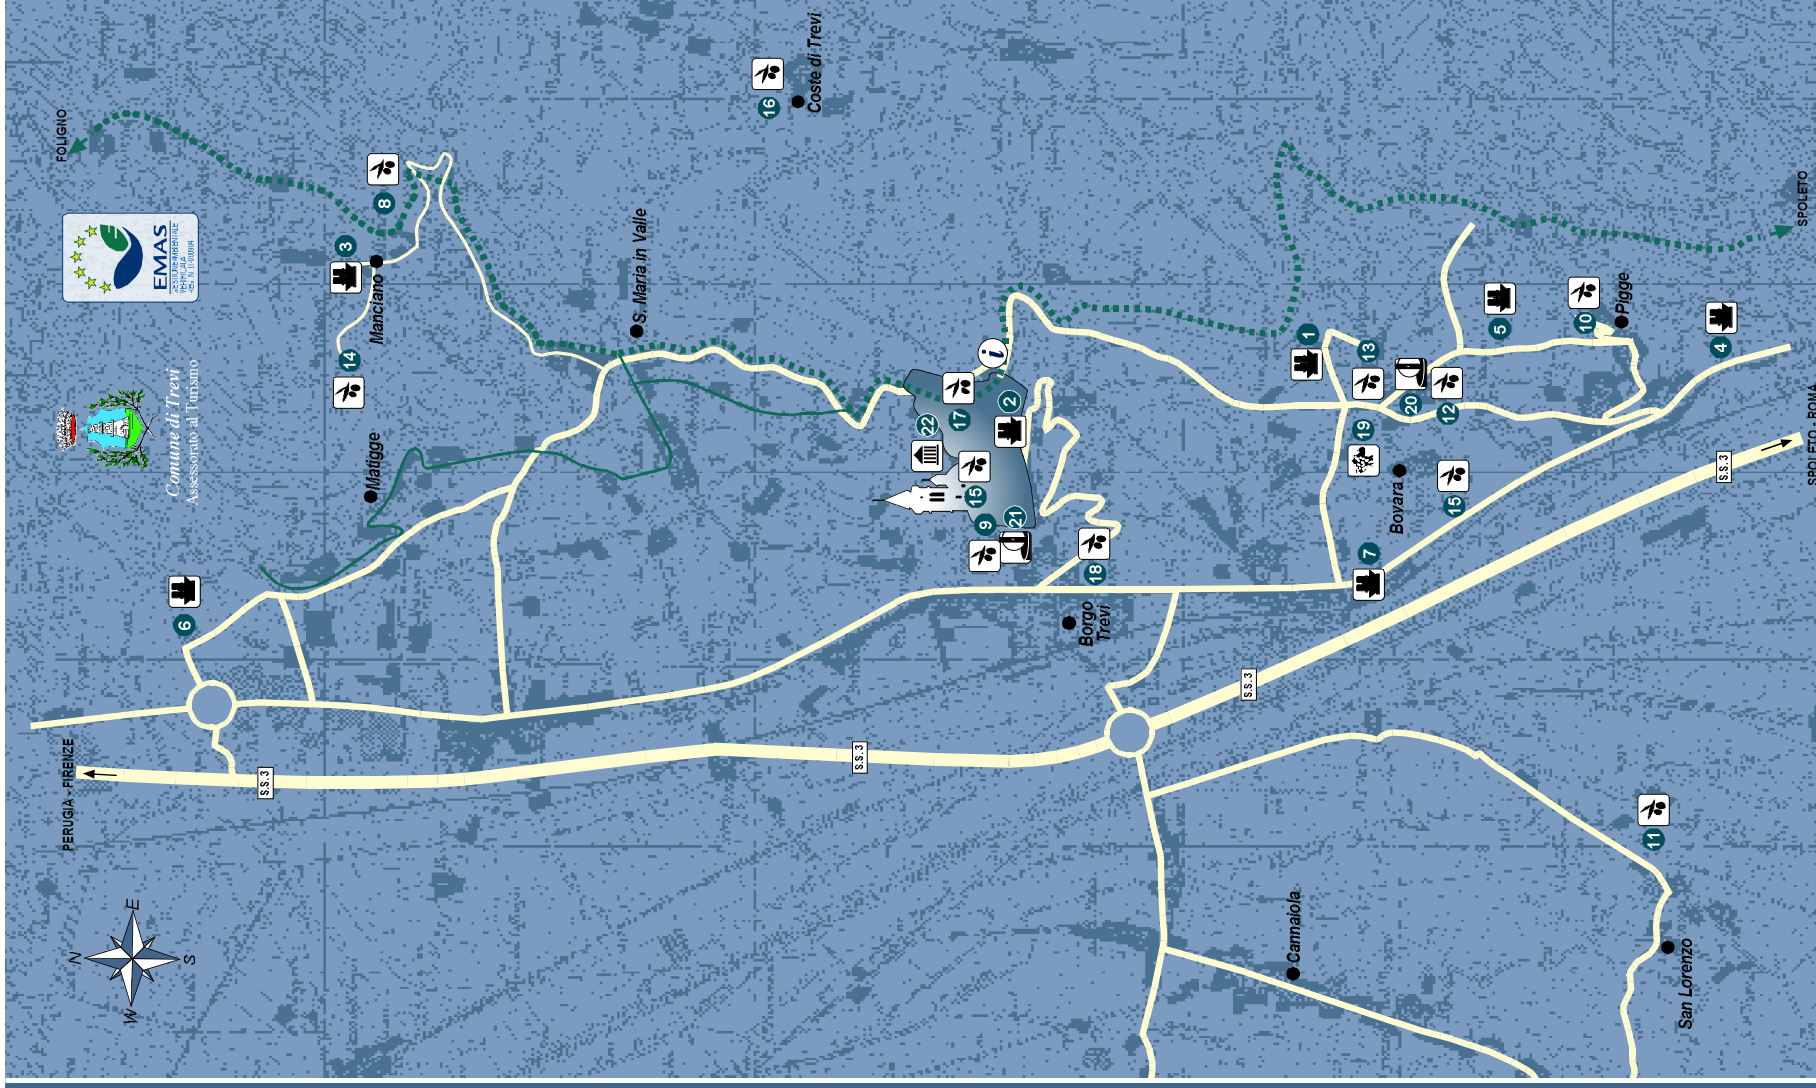 FOLIGNO
EMAS
Comune di Trevi
Assessorato al Turismo
PERUGIA - FIRENZE
N
E
S
W
6
3
8
14
Manciano
Matigge
S. Maria in Valle
16
Coste di Trevi
22
17
2
15
9
21
i
18
Borgo
Trevi
1
13
19
20
12
5
10
Pigge
4
Bovara
15
7
S.S.3
S.S.3
S.S.3
S.S.3
SPOLETO
SPOLETO - ROMA
11
Cannaiola
San Lorenzo